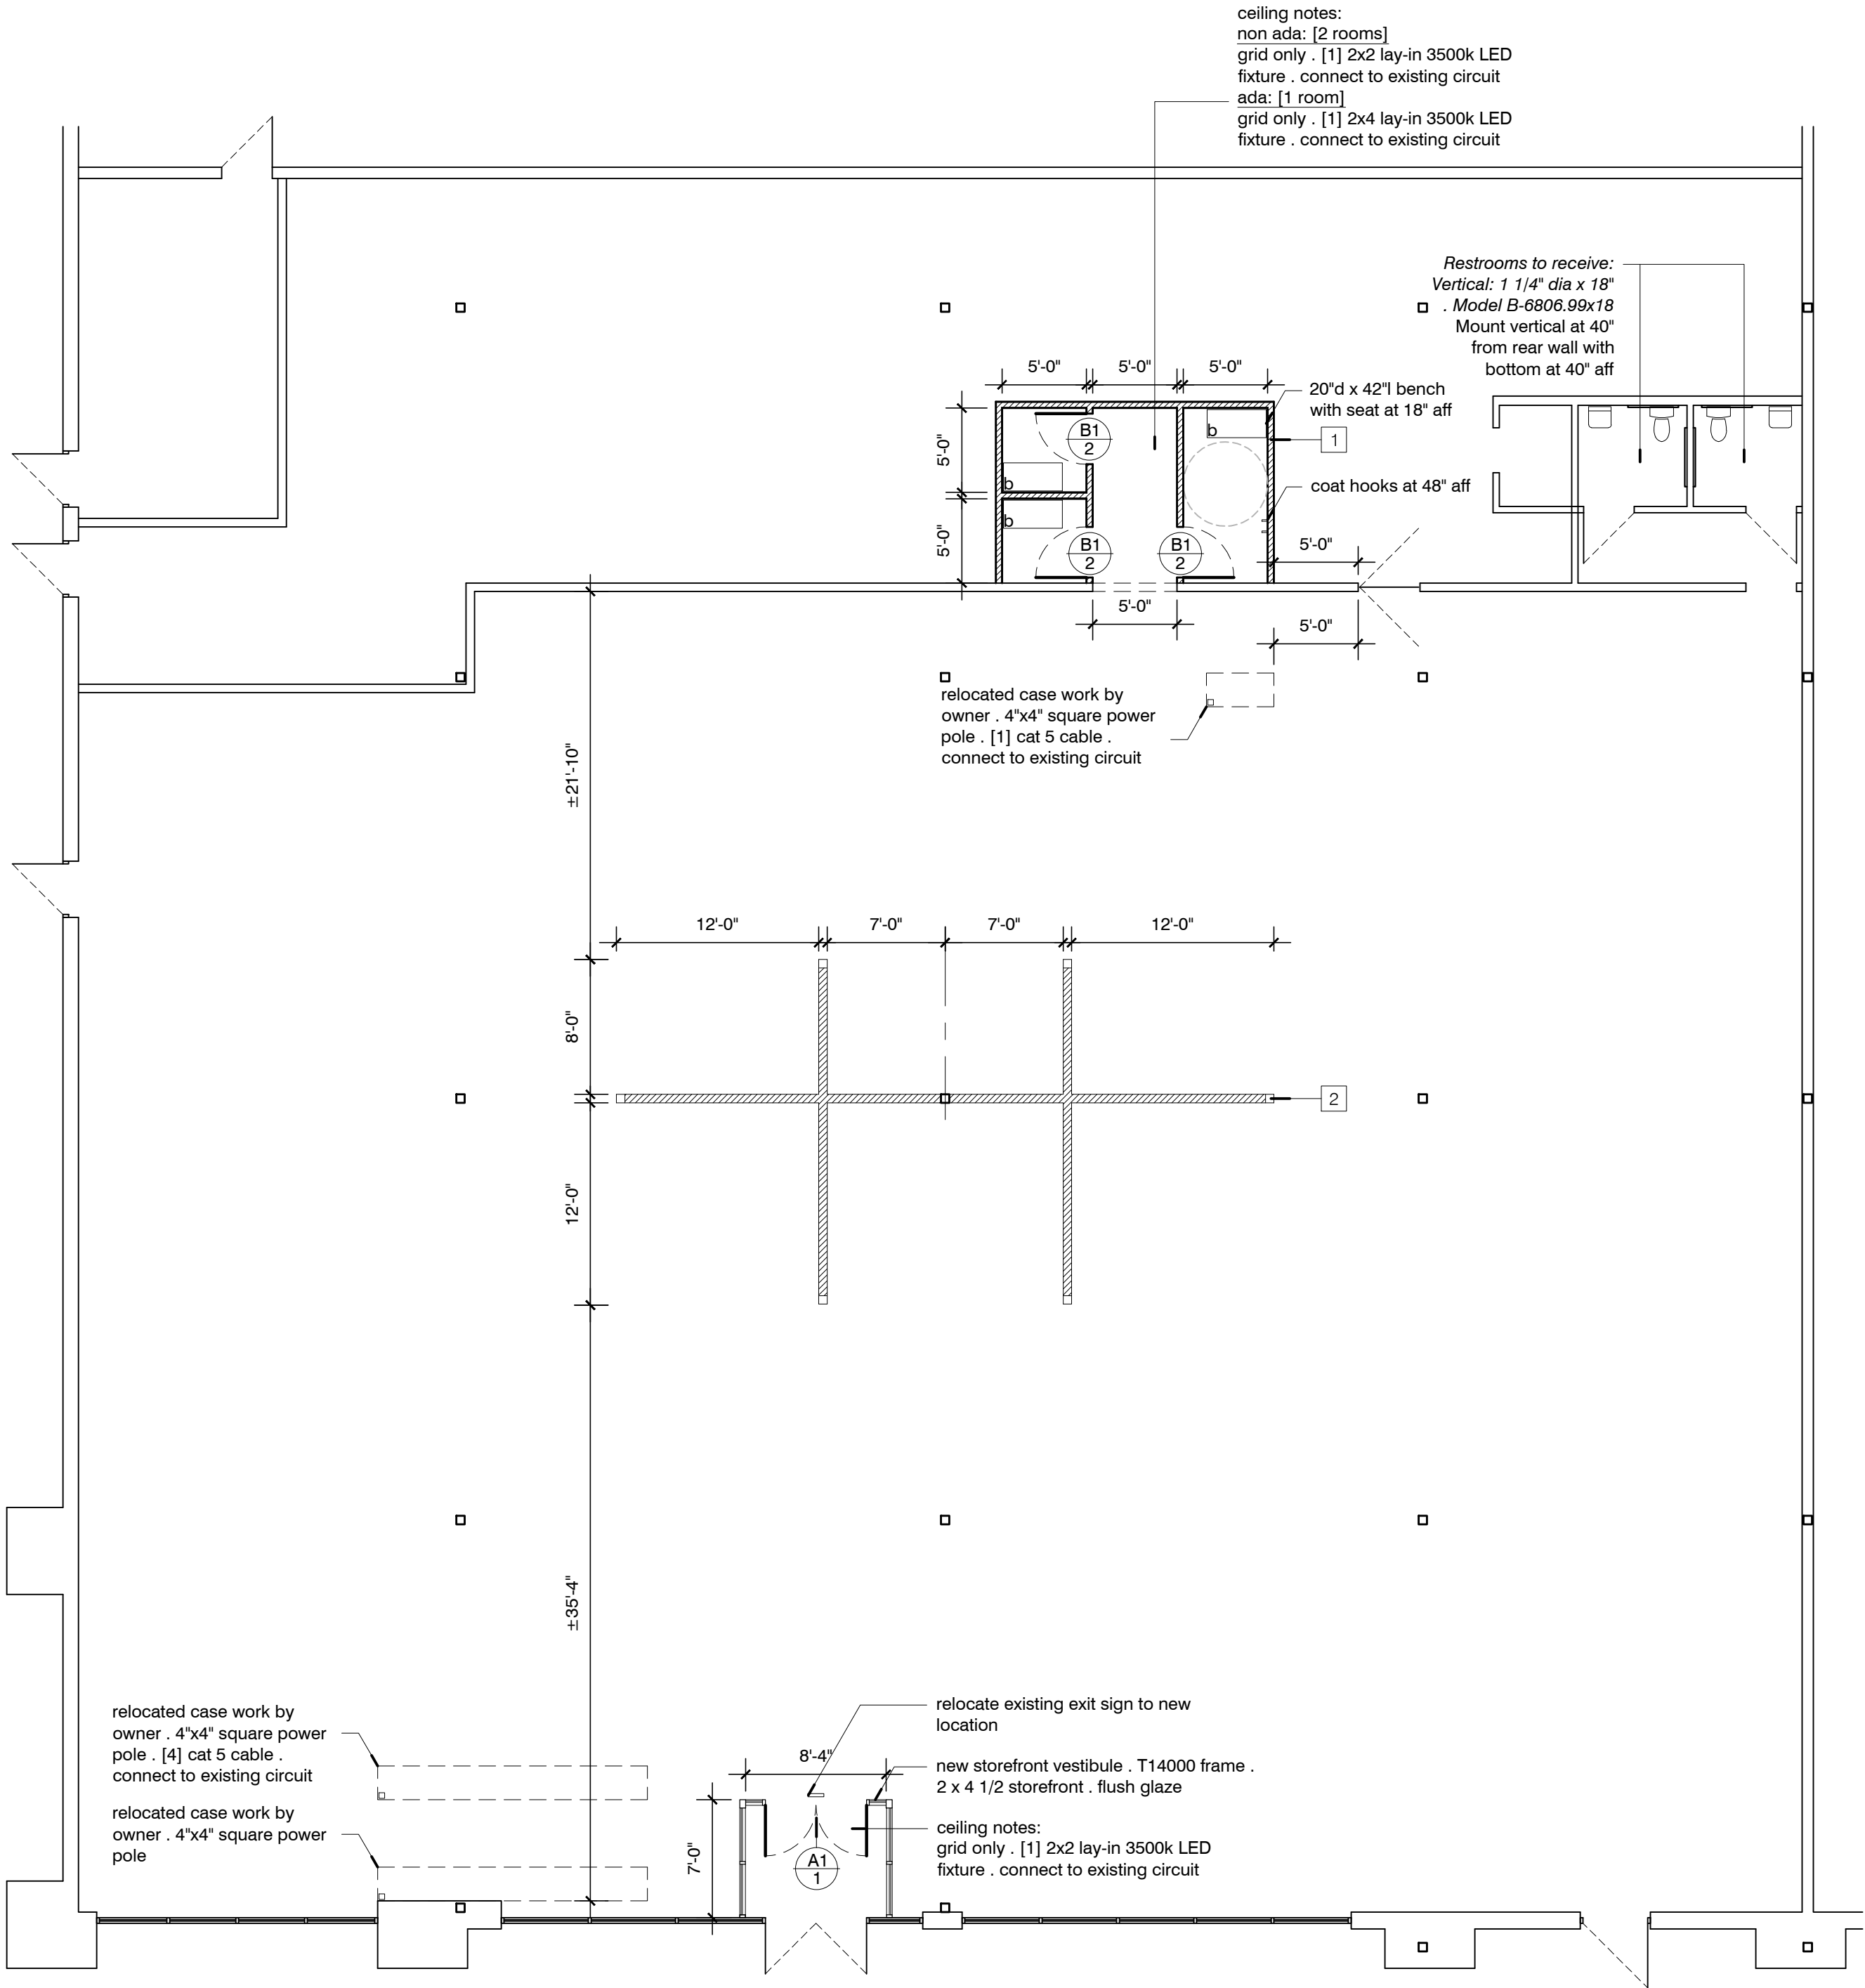 ceiling notes:
non ada: [2 rooms]
grid only . [1] 2x2 lay-in 3500k LED
fixture . connect to existing circuit
ada: [1 room]
grid only . [1] 2x4 lay-in 3500k LED
fixture . connect to existing circuit
Restrooms to receive:
Vertical: 1 1/4" dia x 18"
. Model B-6806.99x18
Mount vertical at 40"
from rear wall with
bottom at 40" aff
5'-0"
5'-0"
5'-0"
20"d x 42"l bench
with seat at 18" aff
1
B1
2
b
5'-0"
b
coat hooks at 48" aff
b
5'-0"
B1
2
B1
2
5'-0"
5'-0"
5'-0"
relocated case work by
owner . 4"x4" square power
pole . [1] cat 5 cable .
connect to existing circuit
±21'-10"
12'-0"
7'-0"
7'-0"
12'-0"
8'-0"
2
12'-0"
±35'-4"
relocated case work by
owner . 4"x4" square power
pole . [4] cat 5 cable .
connect to existing circuit
relocated case work by
owner . 4"x4" square power
pole
relocate existing exit sign to new
location
8'-4"
new storefront vestibule . T14000 frame .
2 x 4 1/2 storefront . flush glaze
7'-0"
ceiling notes:
grid only . [1] 2x2 lay-in 3500k LED
fixture . connect to existing circuit
A1
1